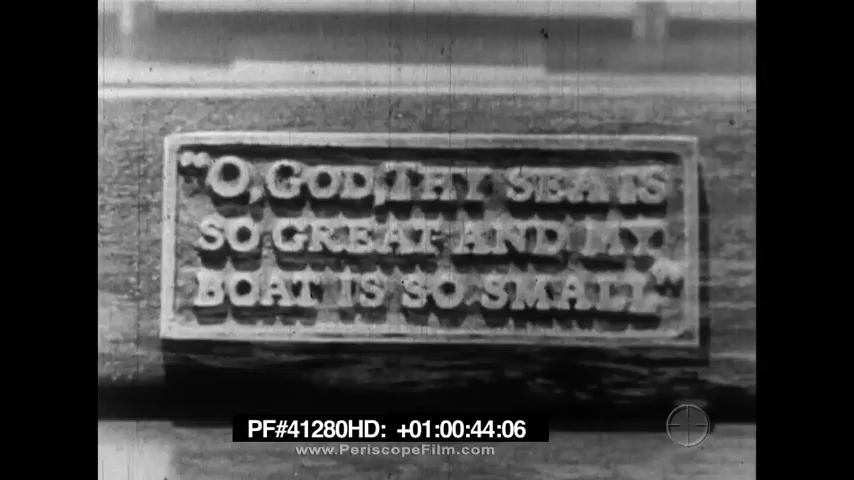 "O, GOD, THY SEA IS
SO GREAT AND MY
BOAT IS SO SMALL"
PF#41280HD: +01:00:44:06
www.PeriscopeFilm.com